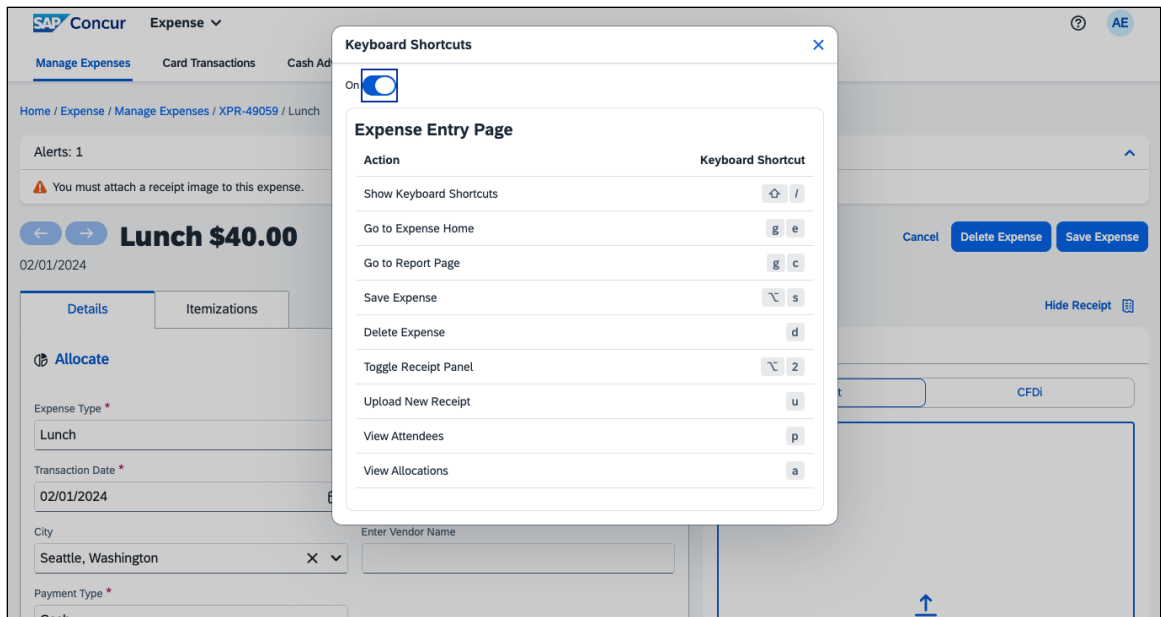 SAP Concur Expense
AE
Manage Expenses Card Transactions Cash Ad
Home / Expense / Manage Expenses / XPR-49059 / Lunch
Alerts: 1
You must attach a receipt image to this expense.
Lunch $40.00
02/01/2024
Cancel Delete Expense Save Expense
Details Itemizations
Hide Receipt
Allocate
Expense Type *
Lunch
Transaction Date *
02/01/2024
City
Seattle, Washington
Enter Vendor Name
Payment Type *
CFDi
Keyboard Shortcuts
On
Expense Entry Page
Action Keyboard Shortcut
Show Keyboard Shortcuts ⇧ /
Go to Expense Home g e
Go to Report Page g c
Save Expense ⌥ s
Delete Expense d
Toggle Receipt Panel ⌥ 2
Upload New Receipt u
View Attendees p
View Allocations a